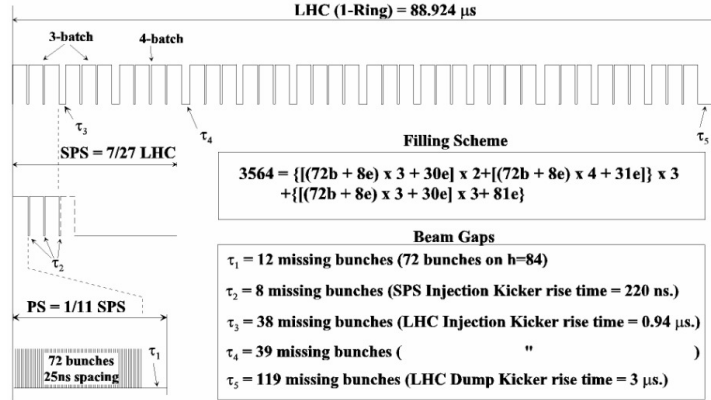 LHC (1-Ring) = 88.924 μs
3-batch
4-batch
τ3
τ4
τ5
SPS = 7/27 LHC
Filling Scheme
3564 = {[(72b + 8e) x 3 + 30e] x 2+[(72b + 8e) x 4 + 31e]} x 3
+{[(72b + 8e) x 3 + 30e] x 3+ 81e}
τ2
Beam Gaps
τ1 = 12 missing bunches (72 bunches on h=84)
τ2 = 8 missing bunches (SPS Injection Kicker rise time = 220 ns.)
PS = 1/11 SPS
τ3 = 38 missing bunches (LHC Injection Kicker rise time = 0.94 μs.)
τ1
τ4 = 39 missing bunches ( " )
72 bunches
25ns spacing
τ5 = 119 missing bunches (LHC Dump Kicker rise time = 3 μs.)